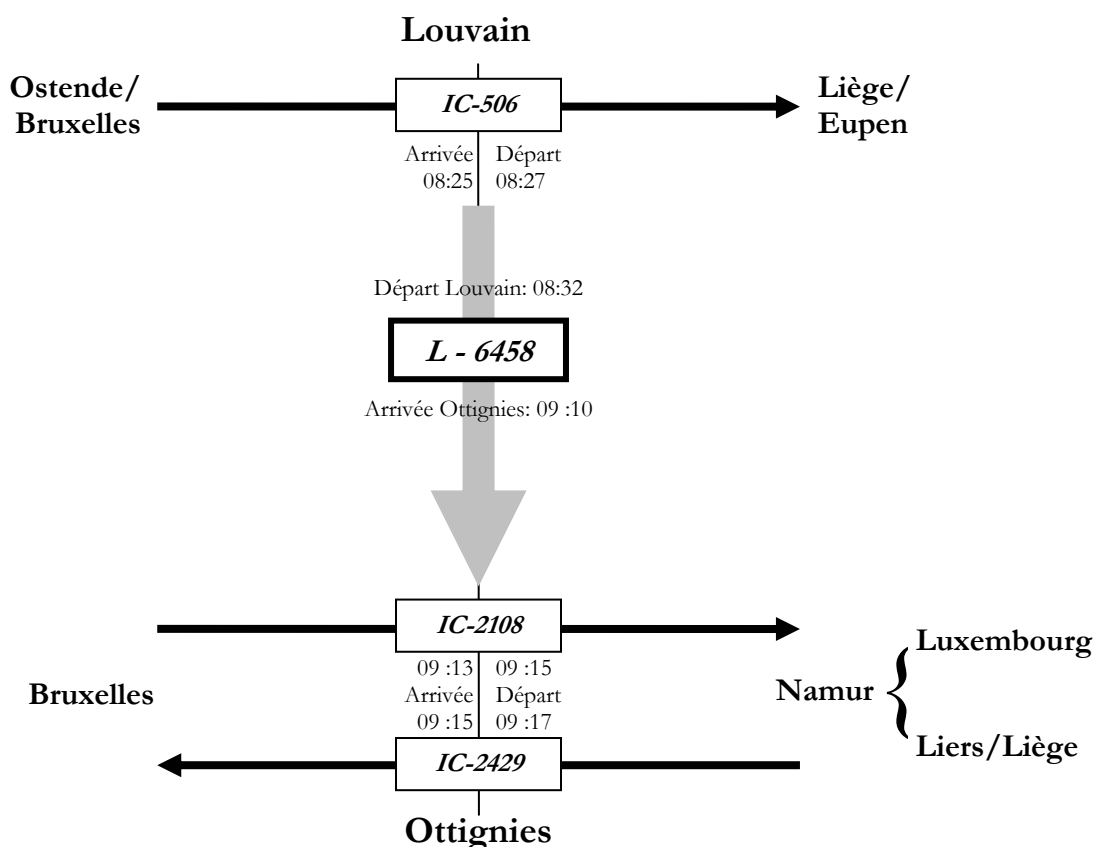 Louvain
Ostende/
Bruxelles
IC-506
Liège/
Eupen
Arrivée
08:25
Départ
08:27
Départ Louvain: 08:32
L - 6458
Arrivée Ottignies: 09 :10
IC-2108
09 :13
09 :15
Arrivée
Départ
09 :15
09 :17
Bruxelles
Namur
{
Luxembourg
Liers/Liège
IC-2429
Ottignies